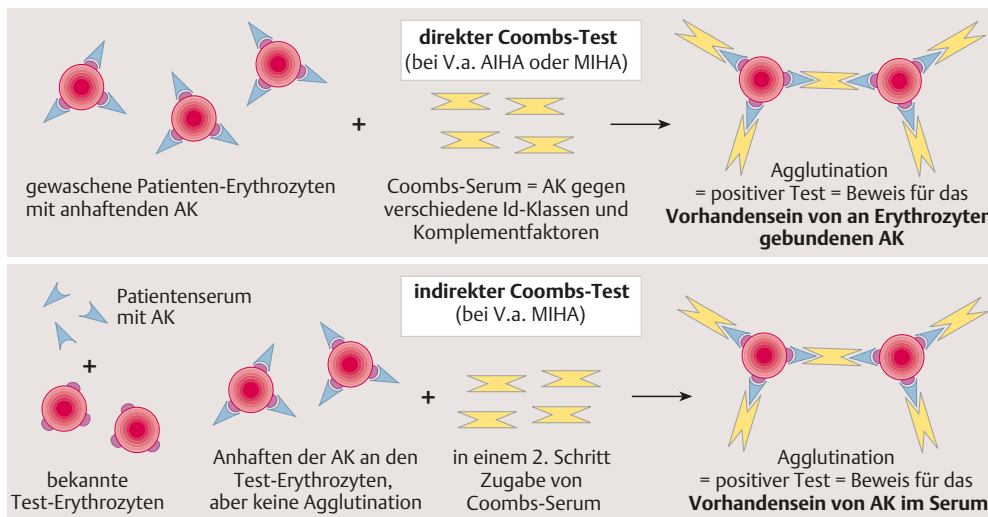 direkter Coombs-Test
(bei V.a. AIHA oder MIHA)
+
gewaschene Patienten-Erythrozyten
mit anhaftenden AK
Coombs-Serum = AK gegen
verschiedene Id-Klassen und
Komplementfaktoren
Agglutination
= positiver Test = Beweis für das
Vorhandensein von an Erythrozyten
gebundenen AK
Patientenserum
mit AK
+
bekannte
Test-Erythrozyten
indirekter Coombs-Test
(bei V.a. MIHA)
Anhaften der AK an den
Test-Erythrozyten,
aber keine Agglutination
+
in einem 2. Schritt
Zugabe von
Coombs-Serum
Agglutination
= positiver Test = Beweis für das
Vorhandensein von AK im Serum